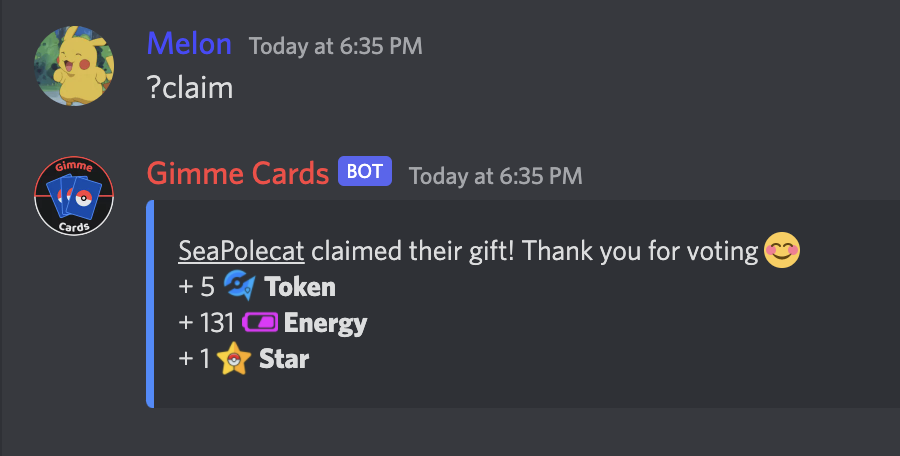 Melon Today at 6:35 PM
?claim
Gimme
Cards
Gimme Cards BOT Today at 6:35 PM
SeaPolecat claimed their gift! Thank you for voting 😊
+ 5 Token
+ 131 Energy
+ 1 Star